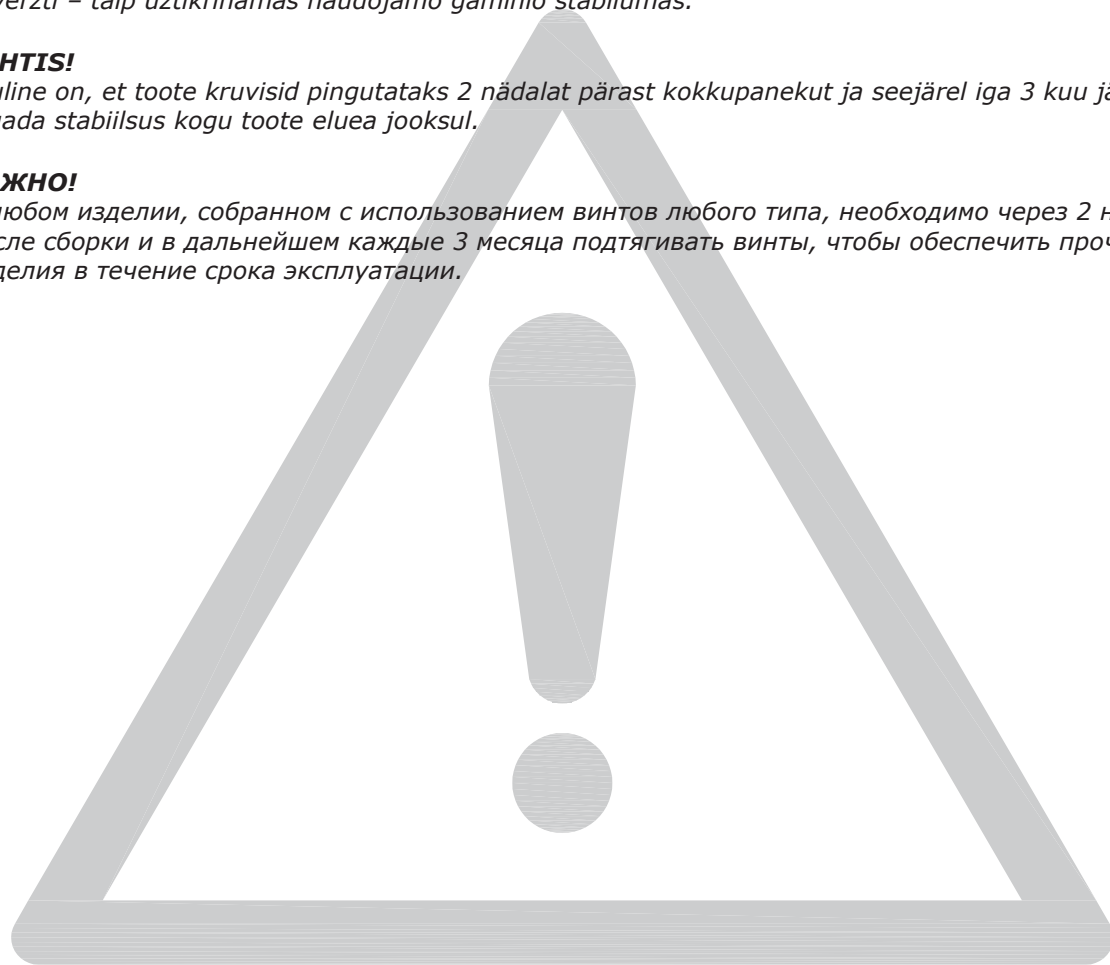 veržti – taip užtikrinamas naudojamo gaminio stabilumas.
HTIS!
uline on, et toote kruvisid pingutataks 2 nädalat pärast kokkupanekut ja seejärel iga 3 kuu jä
gada stabiilsus kogu toote eluea jooksul.
ЖНО!
любом изделии, собранном с использованием винтов любого типа, необходимо через 2 н
сле сборки и в дальнейшем каждые 3 месяца подтягивать винты, чтобы обеспечить проч
делия в течение срока эксплуатации.